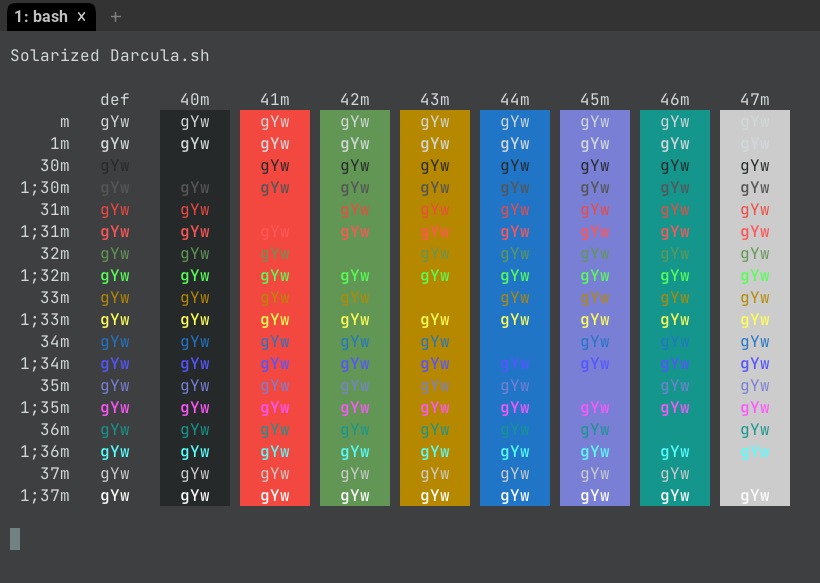 1: bash × +
Solarized Darcula.sh
def 40m 41m 42m 43m 44m 45m 46m 47m
m gYw gYw gYw gYw gYw gYw gYw gYw gYw
1m gYw gYw gYw gYw gYw gYw gYw gYw gYw
30m gYw gYw gYw gYw gYw gYw gYw gYw
1;30m gYw gYw gYw gYw gYw gYw gYw gYw gYw
31m gYw gYw gYw gYw gYw gYw gYw gYw
1;31m gYw gYw gYw gYw gYw gYw gYw gYw gYw
32m gYw gYw gYw gYw gYw gYw gYw gYw
1;32m gYw gYw gYw gYw gYw gYw gYw gYw gYw
33m gYw gYw gYw gYw gYw gYw gYw gYw
1;33m gYw gYw gYw gYw gYw gYw gYw gYw gYw
34m gYw gYw gYw gYw gYw gYw gYw gYw
1;34m gYw gYw gYw gYw gYw gYw gYw gYw gYw
35m gYw gYw gYw gYw gYw gYw gYw gYw
1;35m gYw gYw gYw gYw gYw gYw gYw gYw gYw
36m gYw gYw gYw gYw gYw gYw gYw gYw
1;36m gYw gYw gYw gYw gYw gYw gYw gYw gYw
37m gYw gYw gYw gYw gYw gYw gYw gYw
1;37m gYw gYw gYw gYw gYw gYw gYw gYw gYw